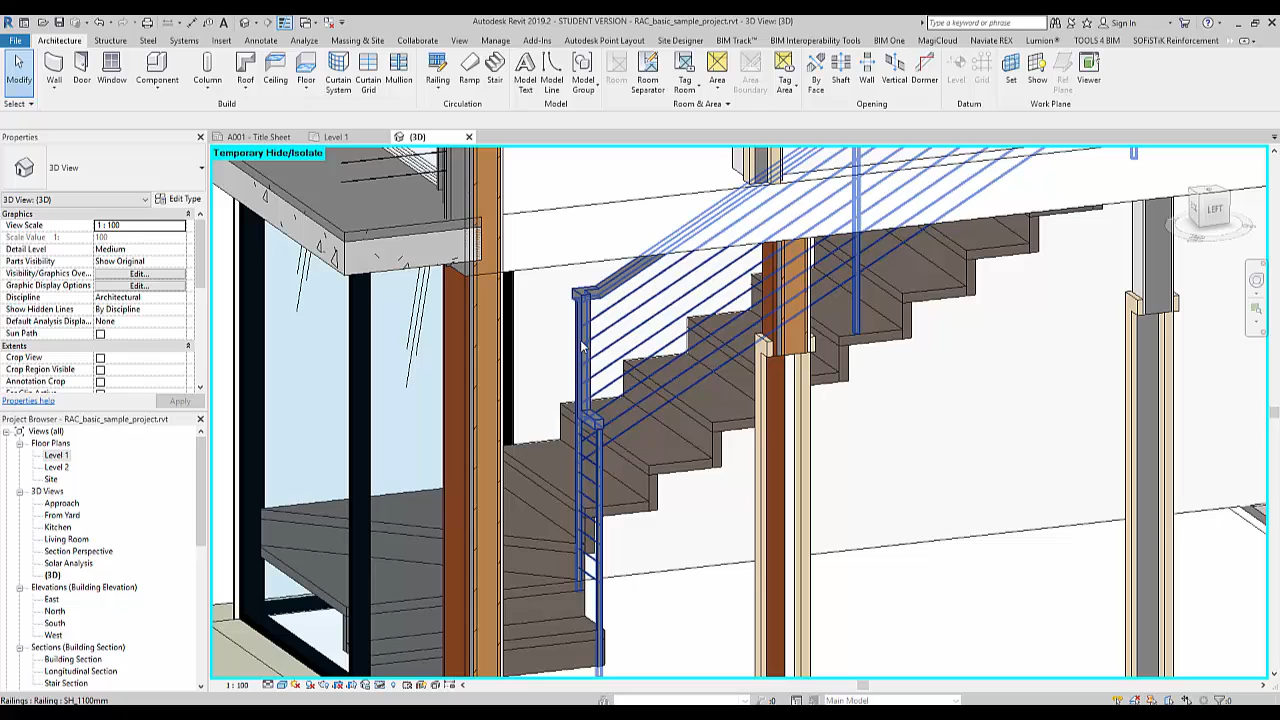 Autodesk Revit 2019.2 - STUDENT VERSION - RAC_basic_sample_project.rvt - 3D View: {3D}
Type a keyword or phrase
Sign In
File Architecture Structure Steel Systems Insert Annotate Analyze Massing & Site Collaborate View Manage Add-Ins Autodesk Point Layout Site Designer BIM Track™ BIM Interoperability Tools BIM One MagiCloud Naviate REX Lumion® TOOLS 4 BIM SOFiSTiK Reinforcement
Modify Wall Door Window Component Column Roof Ceiling Floor Curtain System Curtain Grid Mullion Railing Ramp Stair Model Text Model Line Model Group Room Room Separator Tag Room Area Area Boundary Tag Area By Face Shaft Wall Vertical Dormer Level Grid Set Show Ref Plane Viewer
Select Build Circulation Model Room & Area Opening Datum Work Plane
Properties
A001 - Title Sheet Level 1 {3D}
Temporary Hide/Isolate
3D View
3D View: {3D} Edit Type
Graphics
View Scale 1 : 100
Scale Value 1: 100
Detail Level Medium
Parts Visibility Show Original
Visibility/Graphics Ove... Edit...
Graphic Display Options Edit...
Discipline Architectural
Show Hidden Lines By Discipline
Default Analysis Displa... None
Sun Path
Extents
Crop View
Crop Region Visible
Annotation Crop
Properties help Apply
LEFT
Project Browser - RAC_basic_sample_project.rvt
Views (all)
Floor Plans
Level 1
Level 2
Site
3D Views
Approach
From Yard
Kitchen
Living Room
Section Perspective
Solar Analysis
{3D}
Elevations (Building Elevation)
East
North
South
West
Sections (Building Section)
Building Section
Longitudinal Section
Stair Section
1 : 100
Railings : Railing : SH_1100mm
:0
Main Model
:0